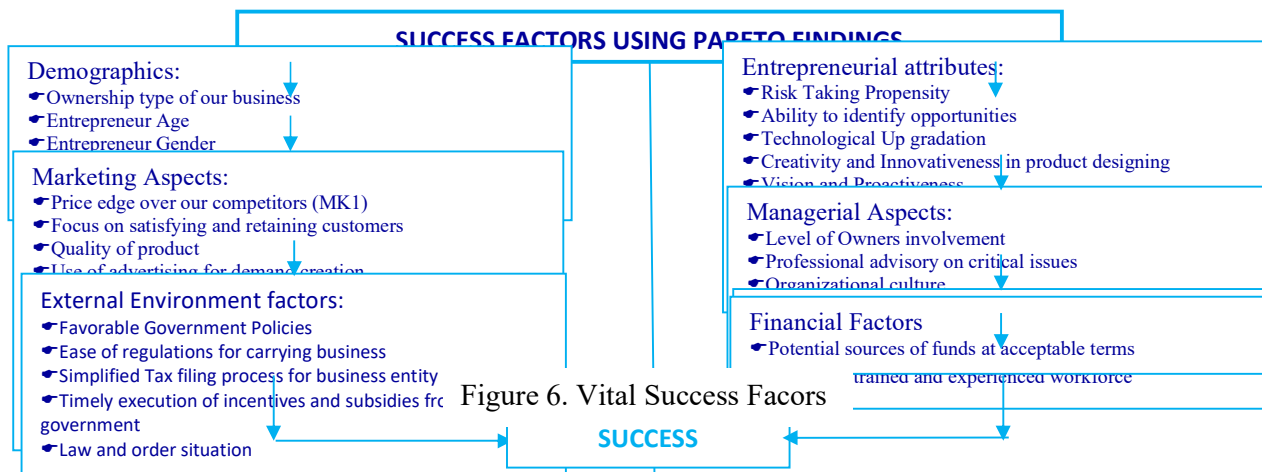 SUCCESS FACTORS USING PARETO FINDINGS
Demographics:
☛Ownership type of our business
☛Entrepreneur Age
☛Entrepreneur Gender
Marketing Aspects:
☛Price edge over our competitors (MK1)
☛Focus on satisfying and retaining customers
☛Quality of product
☛Use of advertising for demand creation
External Environment factors:
☛Favorable Government Policies
☛Ease of regulations for carrying business
☛Simplified Tax filing process for business entity
☛Timely execution of incentives and subsidies
government
☛Law and order situation
Entrepreneurial attributes:
☛Risk Taking Propensity
☛Ability to identify opportunities
☛Technological Up gradation
☛Creativity and Innovativeness in product designing
☛Vision and Proactiveness
Managerial Aspects:
☛Level of Owners involvement
☛Professional advisory on critical issues
☛Organizational culture
Financial Factors
☛Potential sources of funds at acceptable terms
trained and experienced workforce
Figure 6. Vital Success Facors
SUCCESS